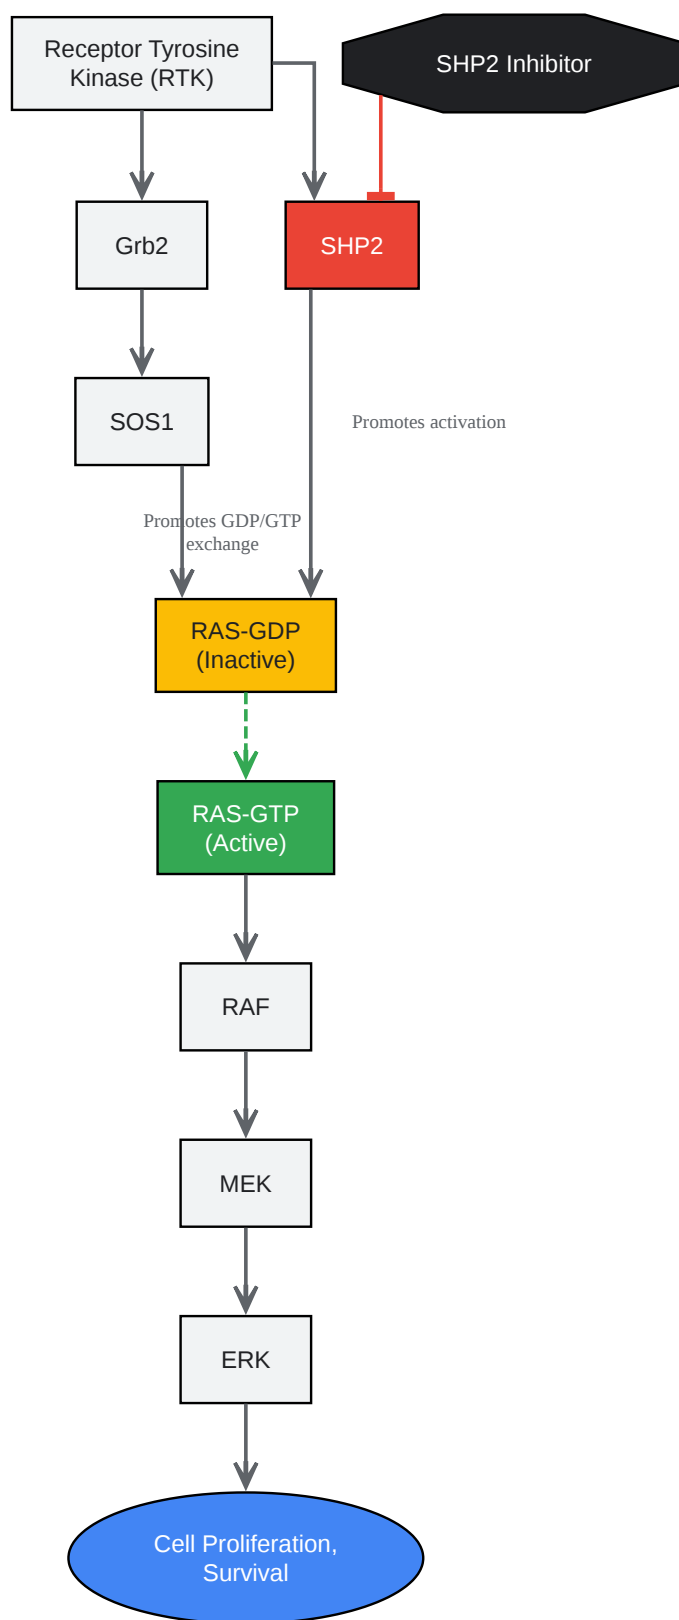 Receptor Tyrosine
Kinase (RTK)
SHP2 Inhibitor
Grb2
SHP2
SOS1
Promotes activation
Promotes GDP/GTP
exchange
RAS-GDP
(Inactive)
RAS-GTP
(Active)
RAF
MEK
ERK
Cell Proliferation,
Survival